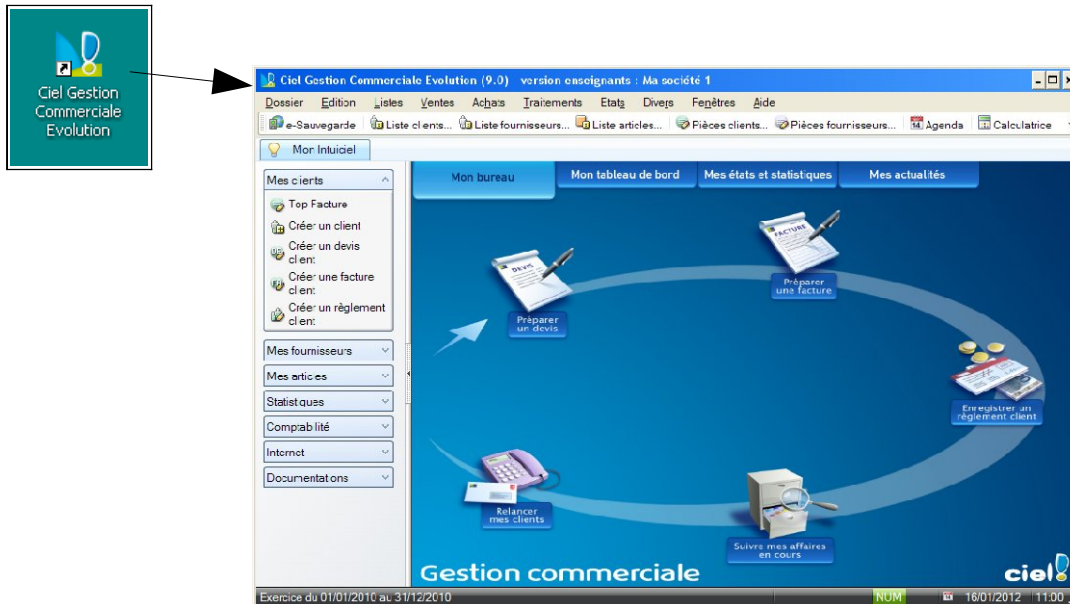 Ciel Gestion
Commerciale
Evolution
Ciel Gestion Commerciale Evolution (9.0) version enseignants : Ma société 1
Dossier Edition Listes Ventes Achats Traitements Etats Divers Fenêtres Aide
e-Sauvegarde Liste clients... Liste fournisseurs... Liste articles... Pièces clients... Pièces fournisseurs... Agenda Calculatrice
Mon Intuiciel
Mes clients
Mon bureau Mon tableau de bord Mes états et statistiques Mes actualités
Top Facture
Créer un client
Créer un devis
client
Créer une facture
client
Créer un règlement
client
Mes fournisseurs
Mes articles
Statistiques
Comptabilité
Internet
Documentations
DEVIS
Préparer
un devis
FACTURE
Préparer
une facture
Enregistrer un
règlement client
Suivre mes affaires
en cours
Relancer
mes clients
Gestion commerciale
ciel!
Exercice du 01/01/2010 au 31/12/2010 NUM 16/01/2012 11:00